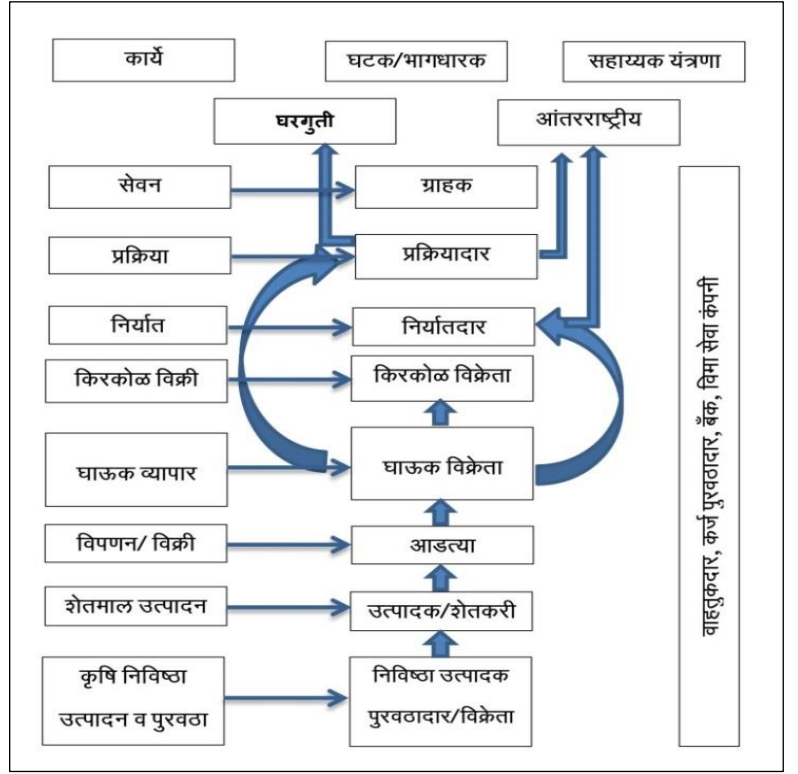 कार्ये
घटक/भागधारक
सहाय्यक यंत्रणा
घरगुती
आंतरराष्ट्रीय
सेवन
ग्राहक
प्रक्रिया
प्रक्रियादार
निर्यात
निर्यातदार
किरकोळ विक्री
किरकोळ विक्रेता
घाऊक व्यापार
घाऊक विक्रेता
विपणन/ विक्री
आडत्या
शेतमाल उत्पादन
उत्पादक/शेतकरी
कृषि निविष्ठा
उत्पादन व पुरवठा
निविष्ठा उत्पादक
पुरवठादार/विक्रेता
वाहतुकदार, कर्ज पुरवठादार, बँक, विमा सेवा कंपनी